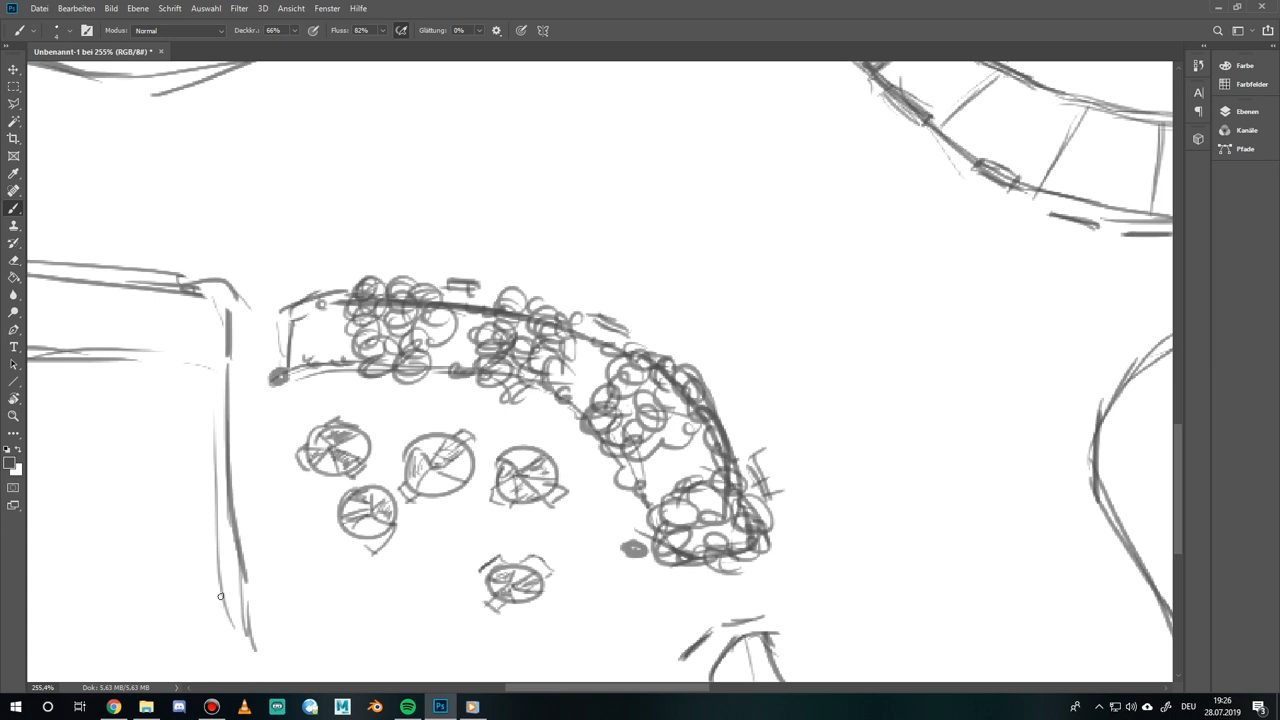 Ps Datei Bearbeiten Bild Ebene Schrift Auswahl Filter 3D Ansicht Fenster Hilfe
4 Modus: Normal Deckkr.: 66% Fluss: 82% Glättung: 0%
Unbenannt-1 bei 255% (RGB/8#) * ×
Farbe
Farbfelder
Ebenen
Kanäle
Pfade
255,4% Dok: 5,63 MB/5,63 MB
DEU 19:26
28.07.2019